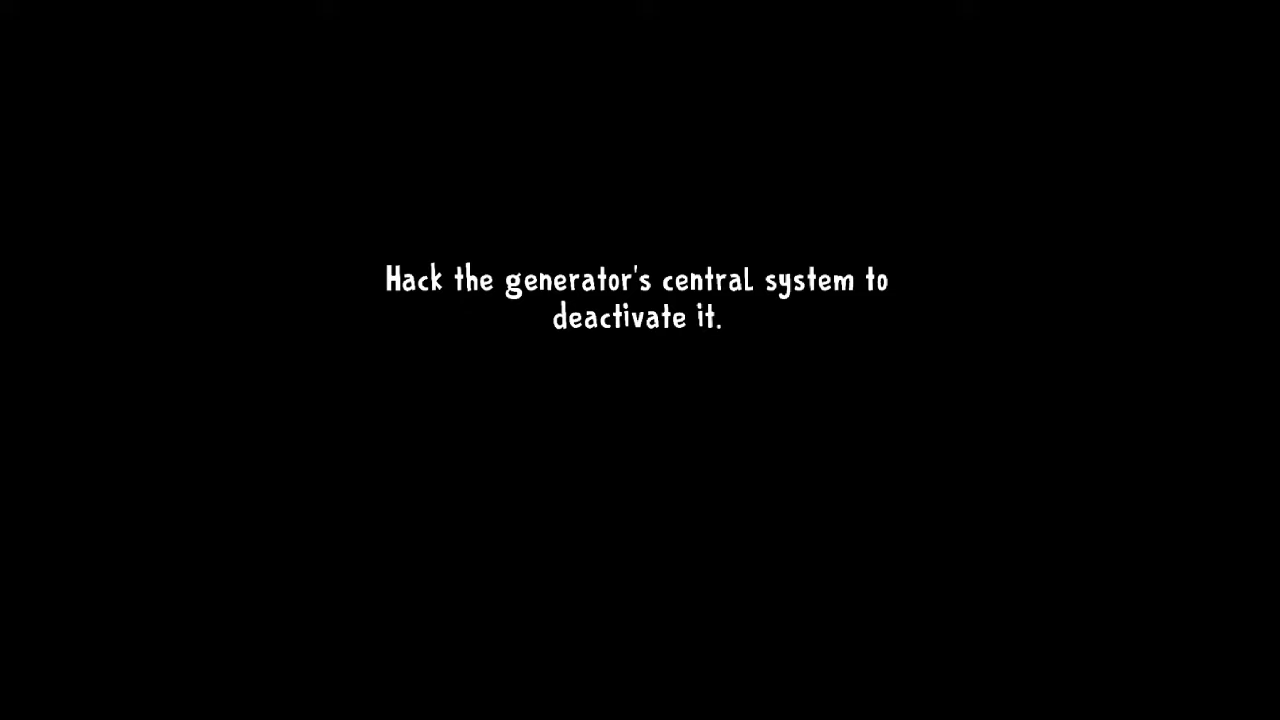 Hack the generator's central system to
deactivate it.